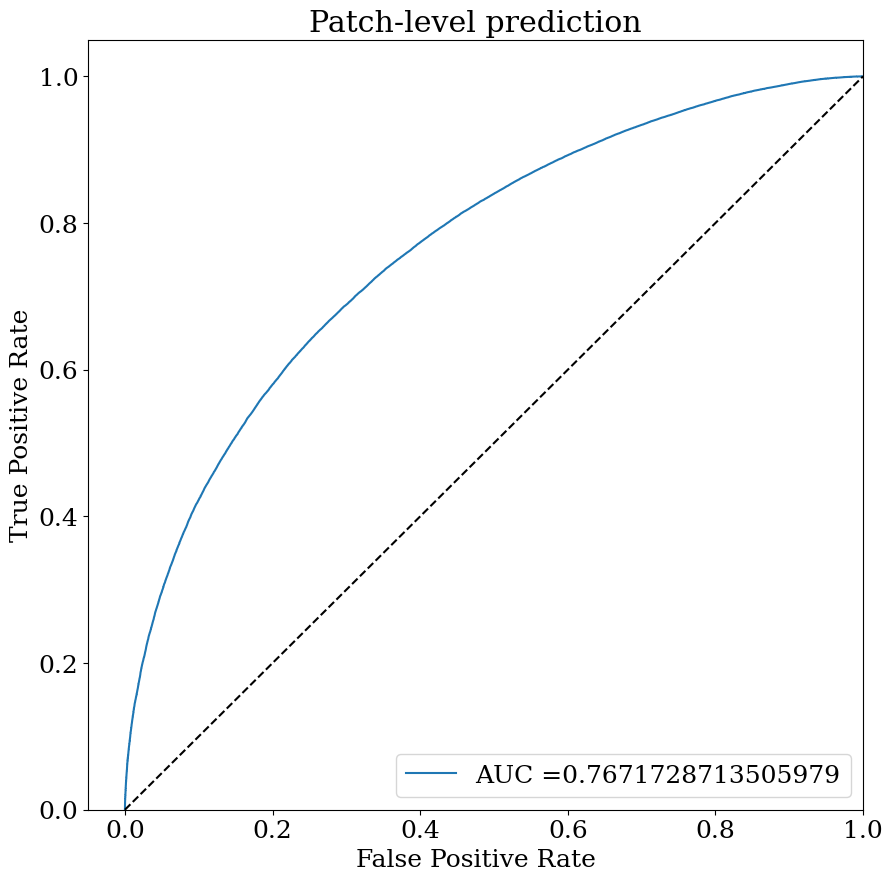 Patch-level prediction
True Positive Rate
1.0
0.8
0.6
0.4
0.2
0.0
AUC =0.7671728713505979
0.0 0.2 0.4 0.6 0.8 1.0
False Positive Rate